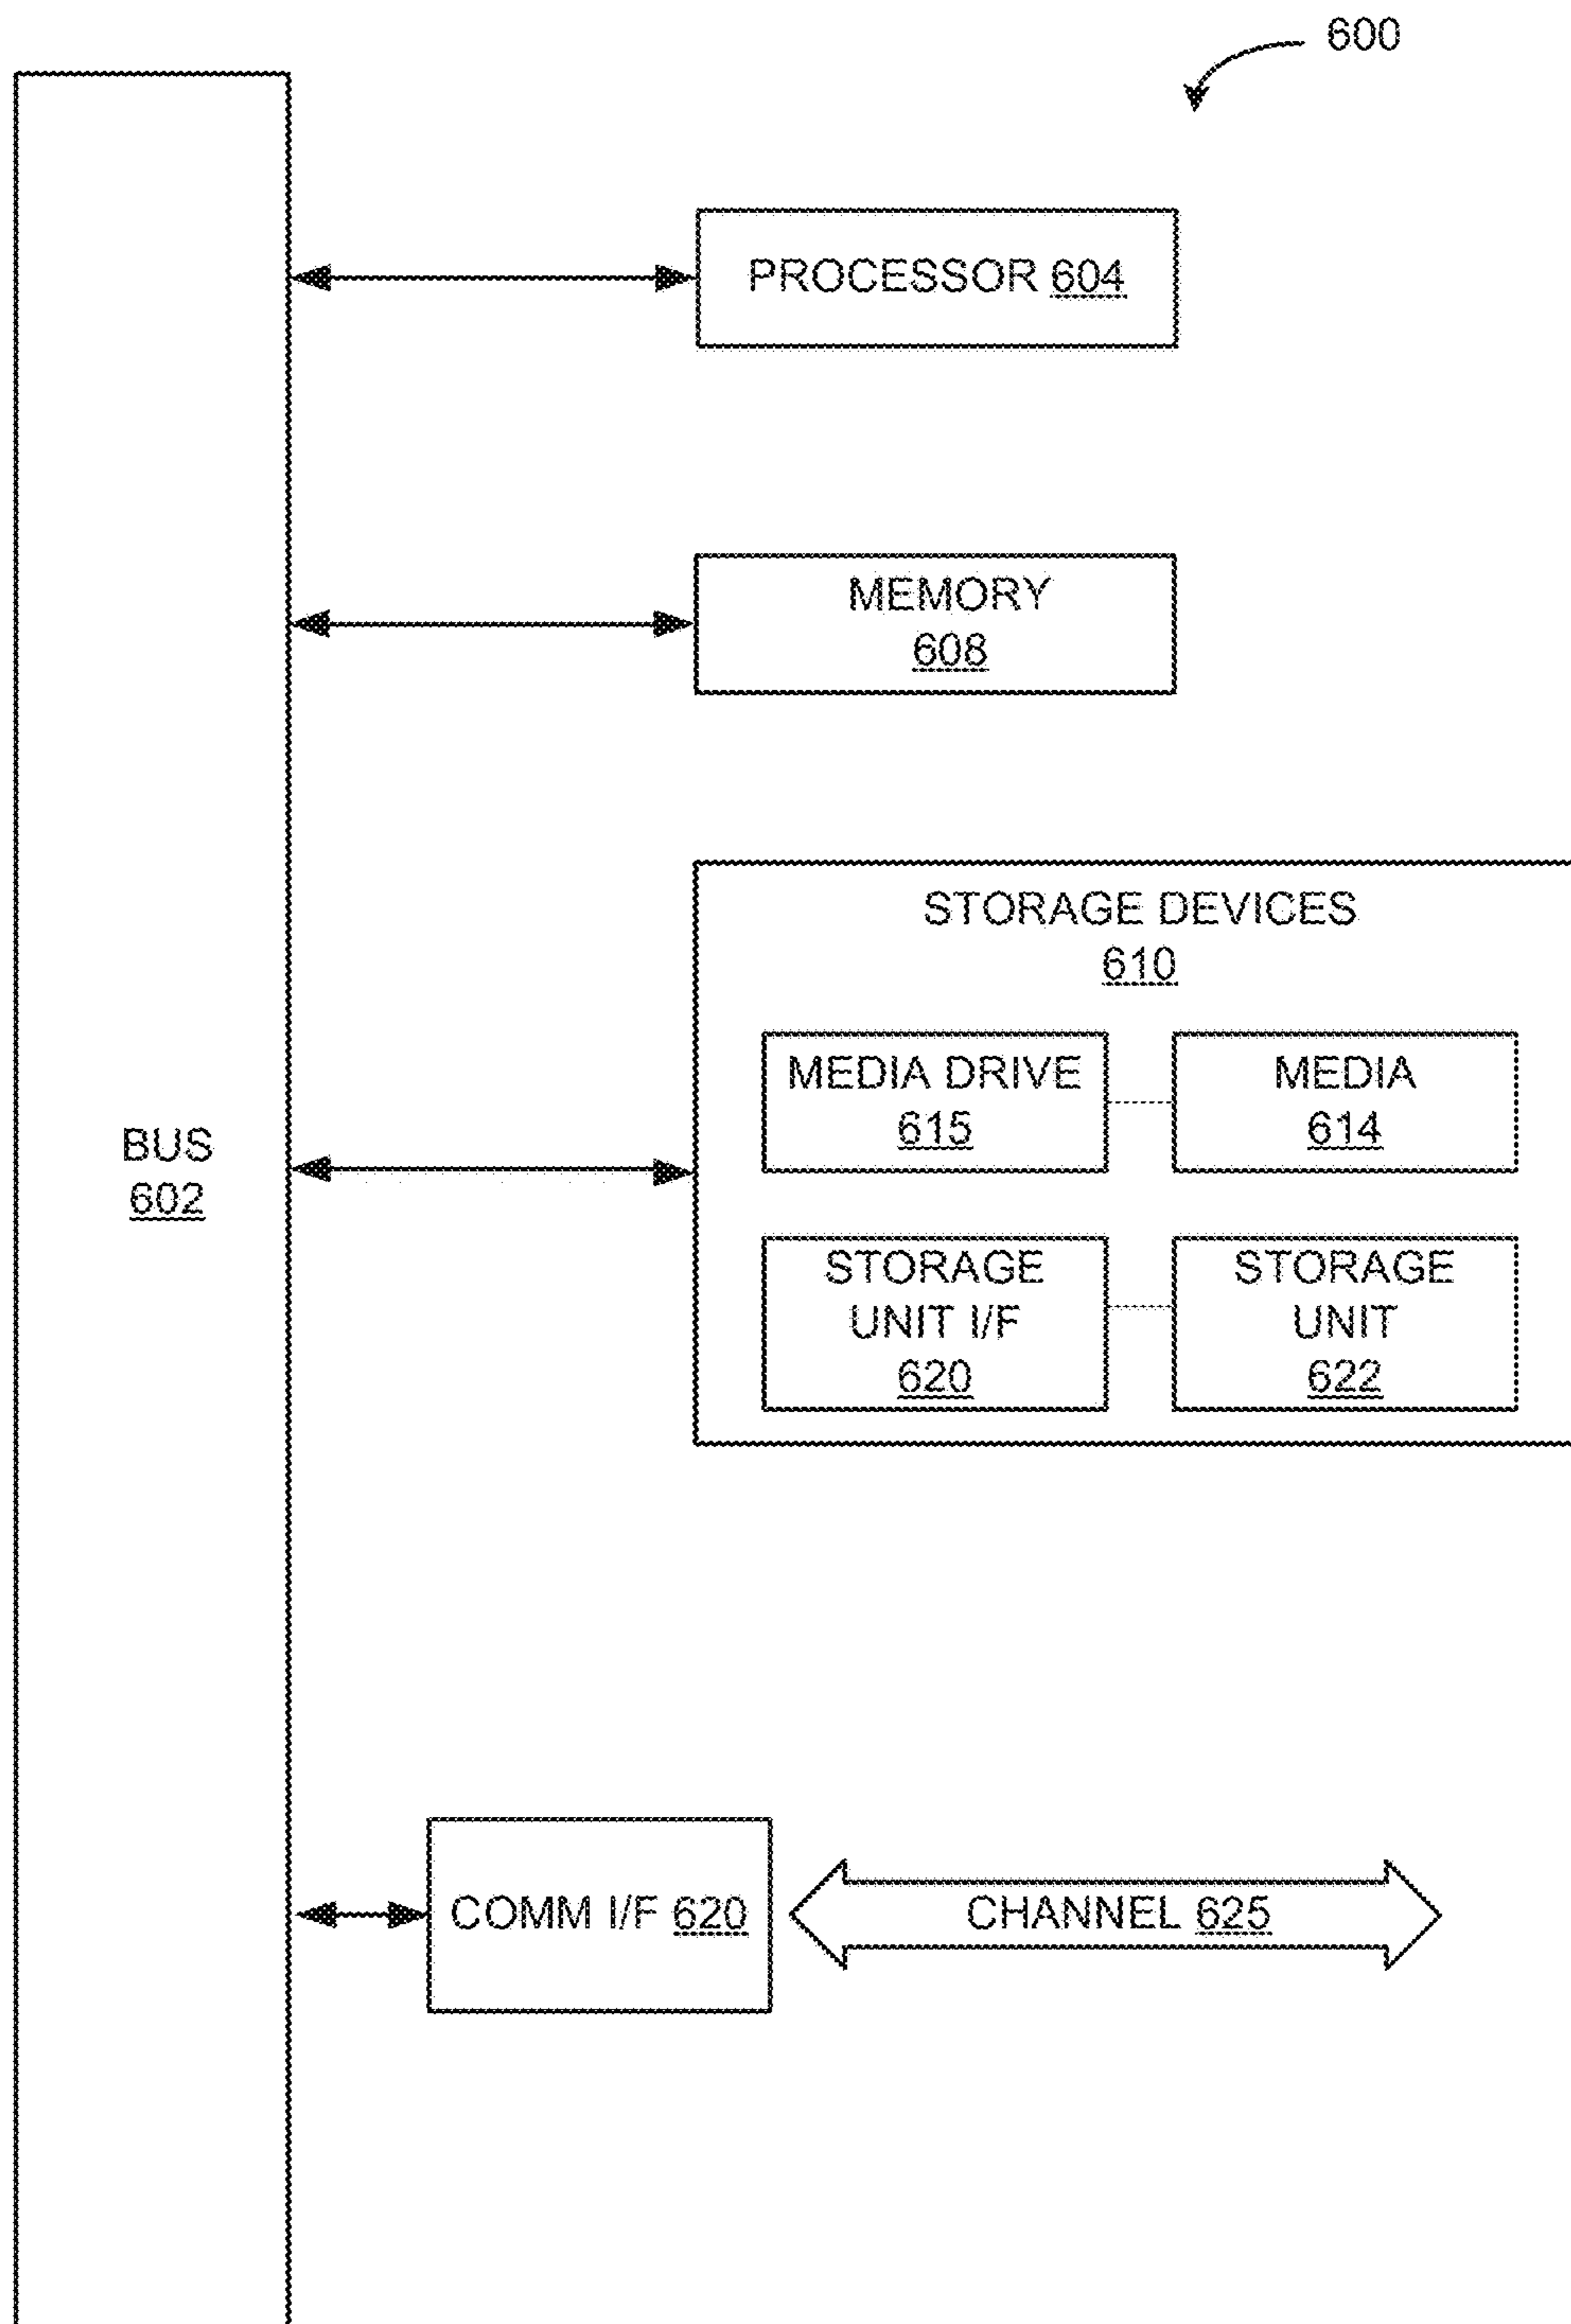 600
PROCESSOR 604
MEMORY
608
STORAGE DEVICES
610
MEDIA DRIVE
615
MEDIA
614
BUS
602
STORAGE
UNIT I/F
620
STORAGE
UNIT
622
COMM I/F 620
CHANNEL 625